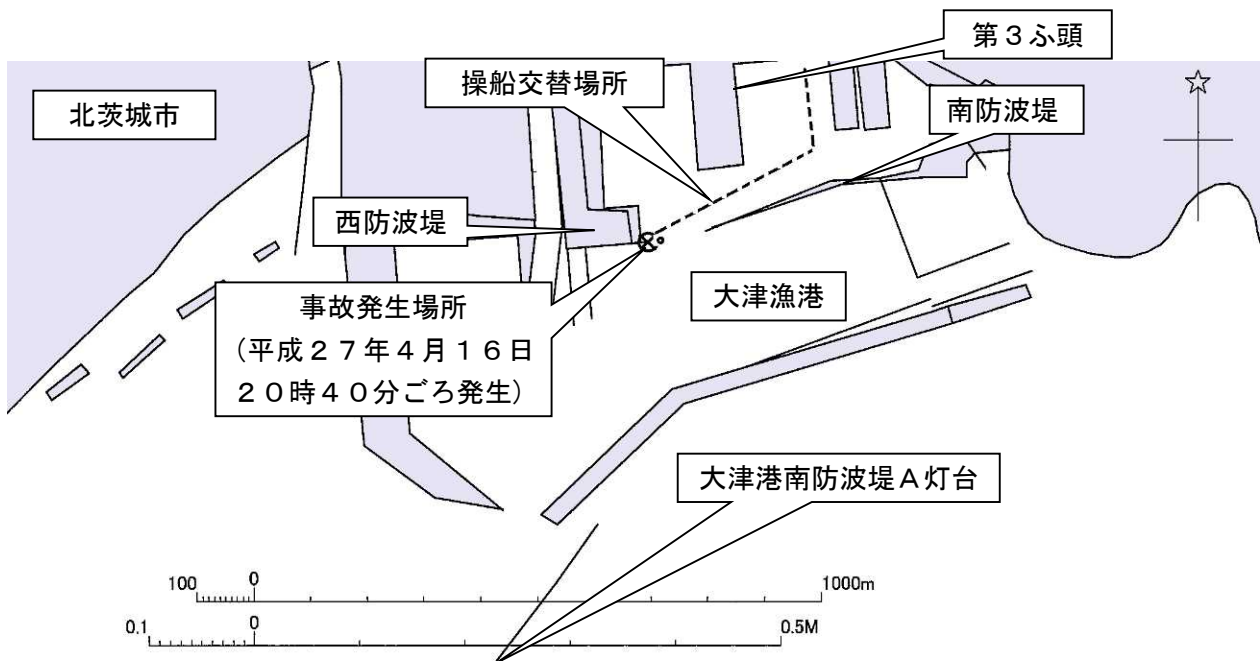 第3ふ頭
操船交替場所
北茨城市
南防波堤
西防波堤
大津漁港
事故発生場所
(平成27年4月16日
20時40分ごろ発生)
大津港南防波堤A灯台
100 0 1000m
0.1 0 0.5M